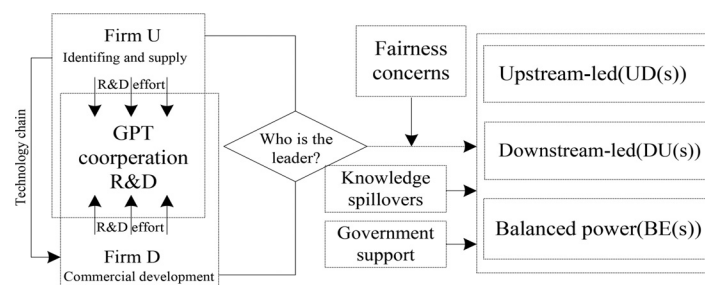 Firm U
Identifing and supply
R&D effort
GPT
coorperation
R&D
R&D effort
Firm D
Commercial development
Technology chain
Who is the
leader?
Fairness
concerns
Knowledge
spillovers
Government
support
Upstream-led(UD(s))
Downstream-led(DU(s))
Balanced power(BE(s))